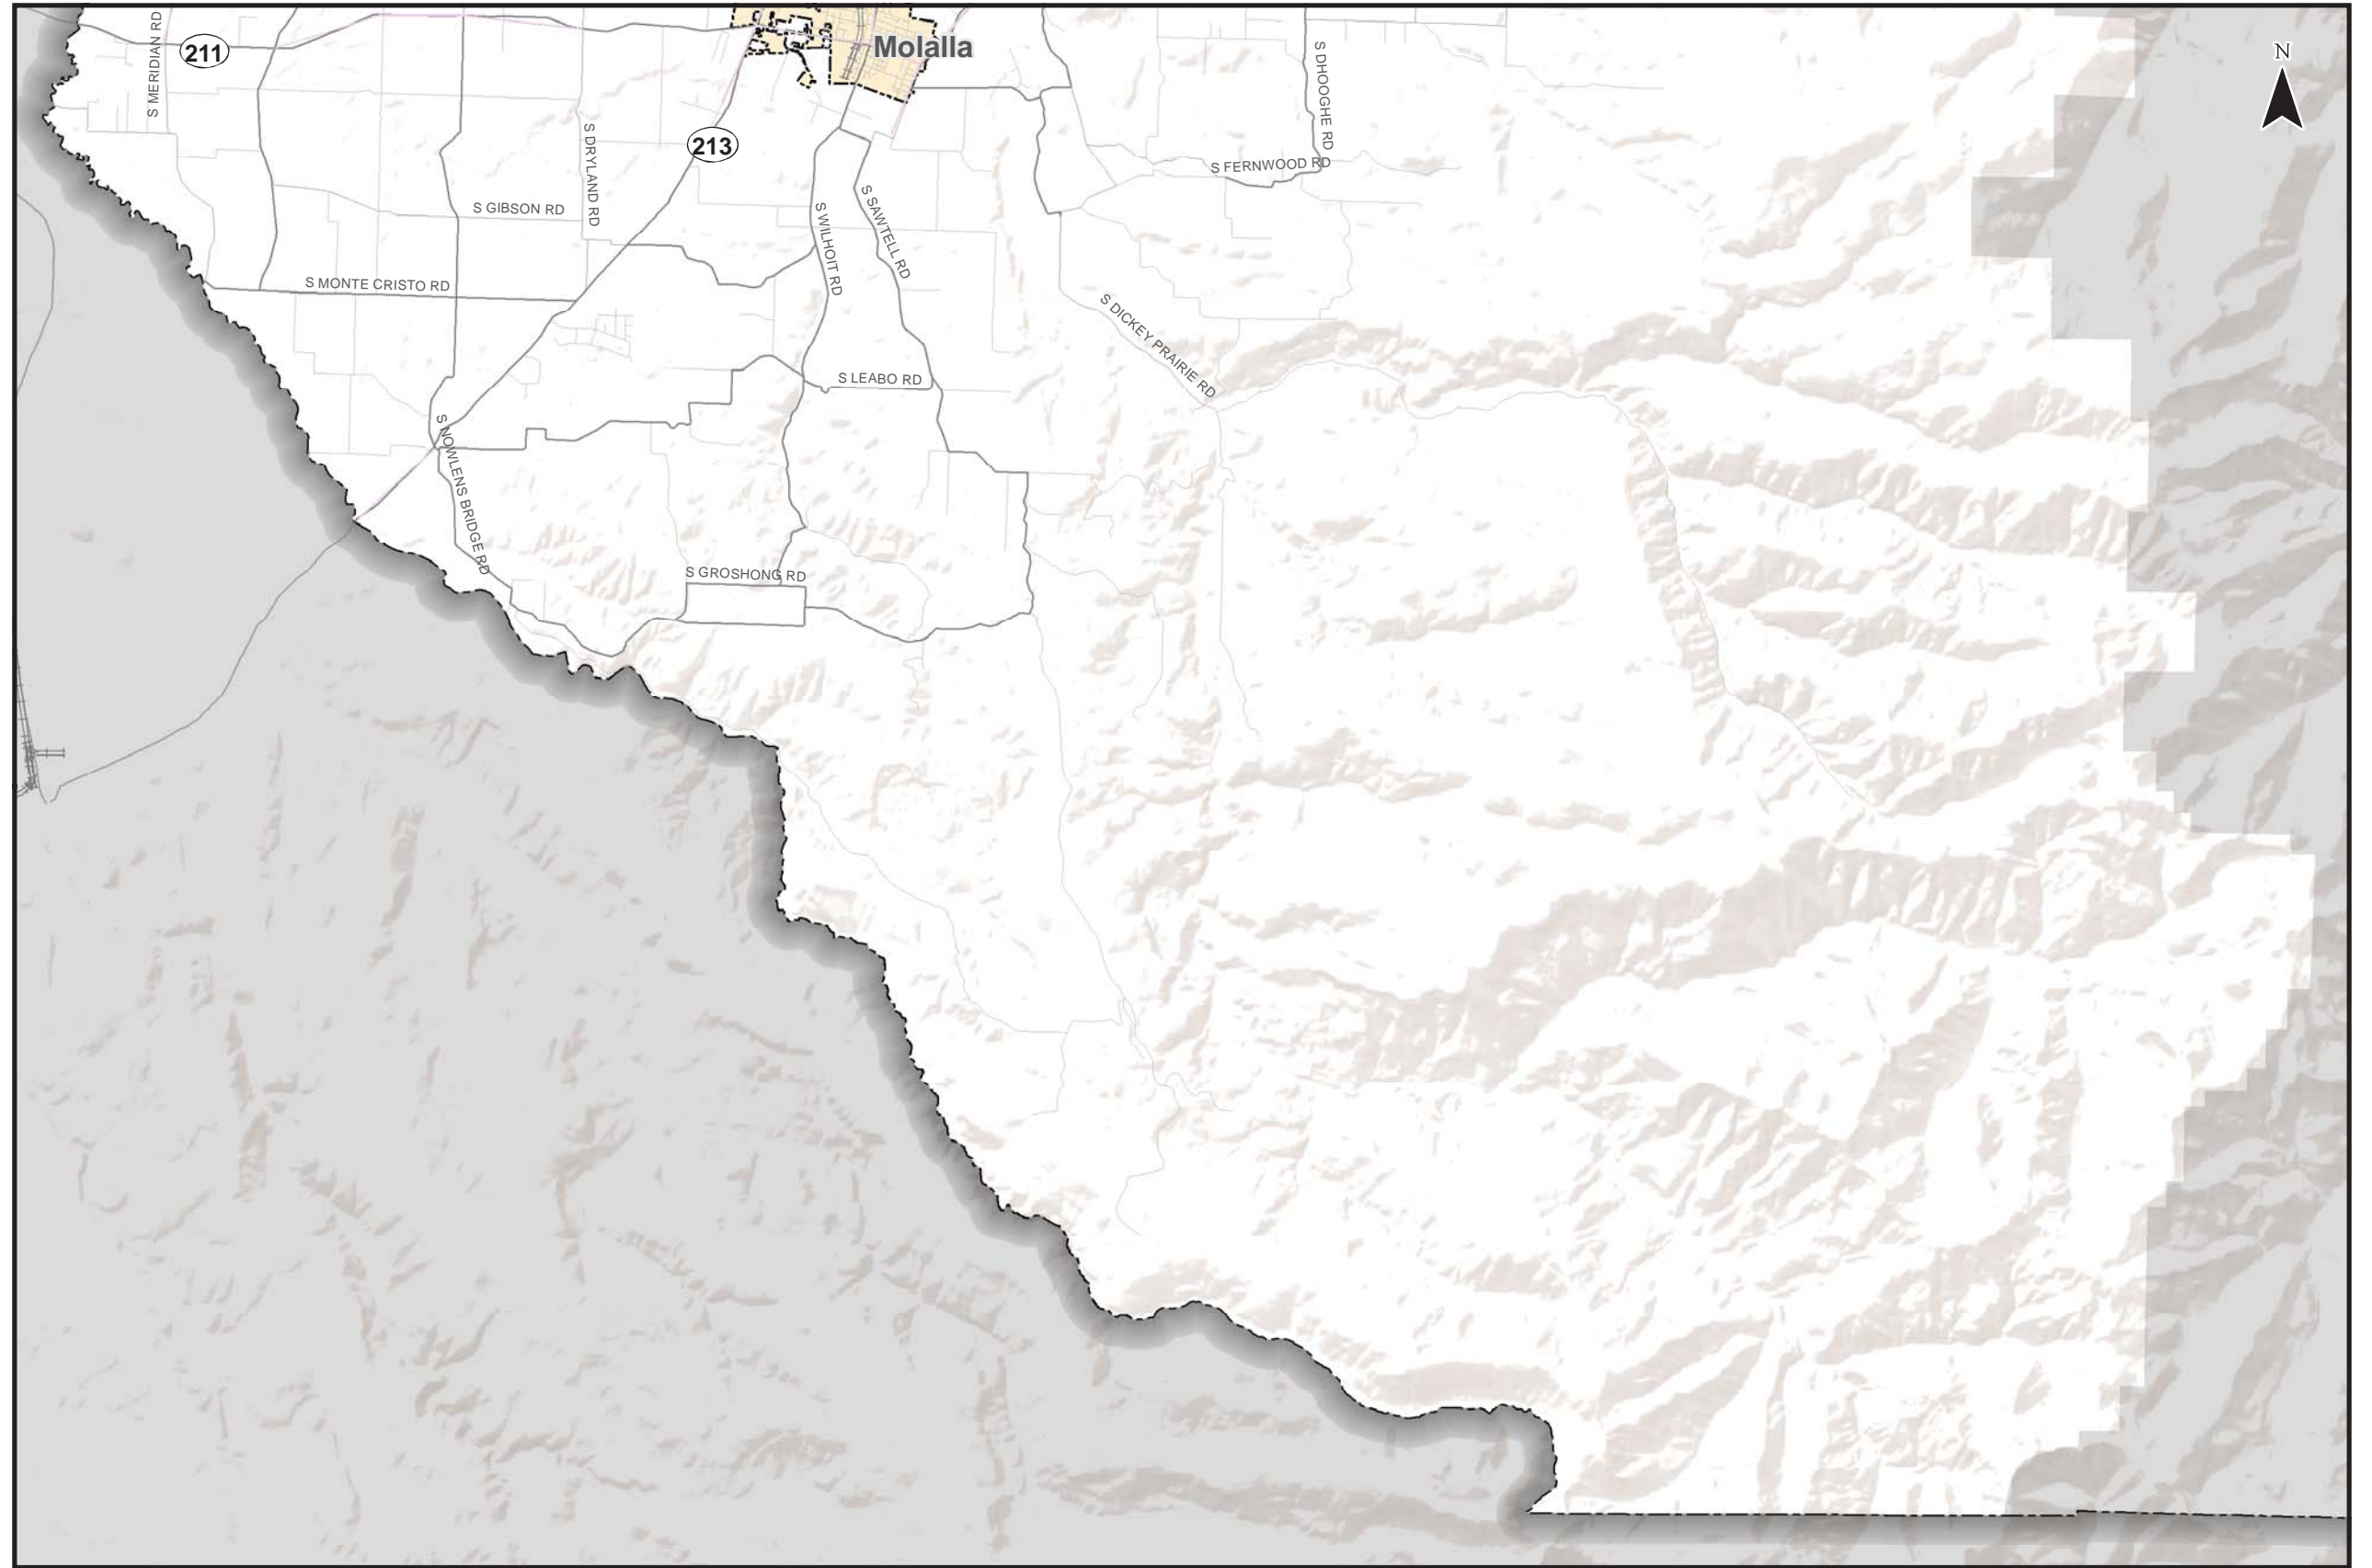 S MERIDIAN RD
211
Molalla
N
S DHOOGHE RD
S DRYLAND RD
213
S FERNWOOD RD
S GIBSON RD
S WILHOIT RD
S SAWTELL RD
S MONTE CRISTO RD
S DICKEY PRAIRIE RD
S LEABO RD
S NOWLENS BRIDGE RD
S GROSHONG RD